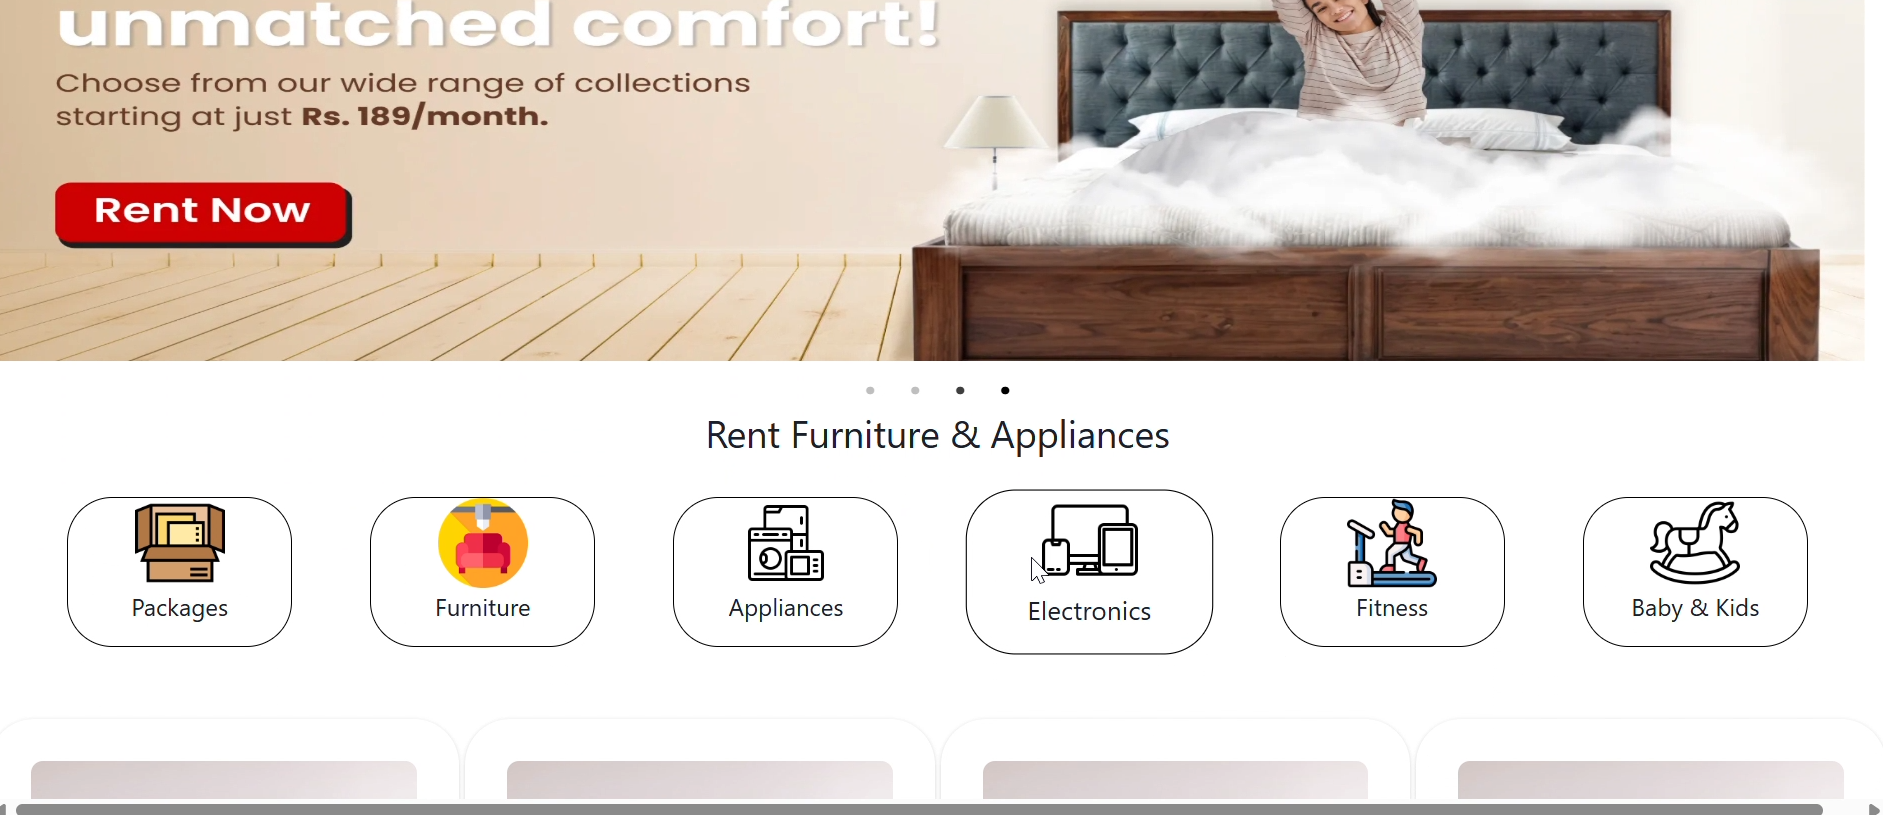 unmatched comfort!
Choose from our wide range of collections
starting at just Rs. 189/month.
Rent Now
Rent Furniture & Appliances
Packages
Furniture
Appliances
Electronics
Fitness
Baby & Kids